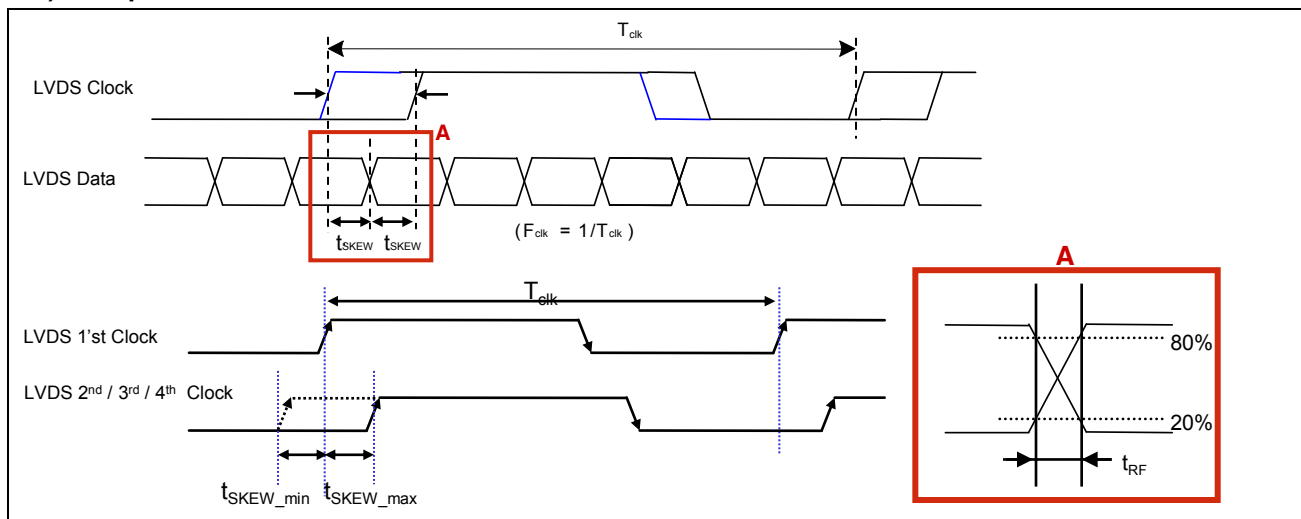 Tclk
LVDS Clock
A
LVDS Data
tSKEW tSKEW
(Fclk = 1/Tclk)
A
Tclk
LVDS 1'st Clock
80%
LVDS 2nd / 3rd / 4th Clock
20%
tRF
tSKEW_min tSKEW_max